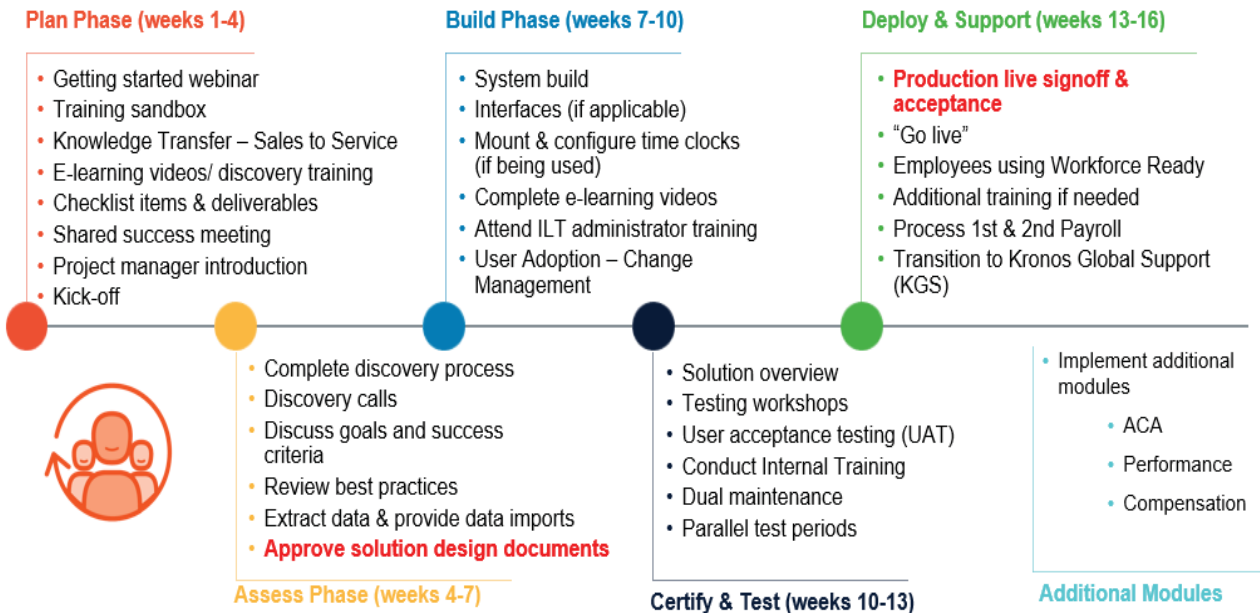 Plan Phase (weeks 1-4)
• Getting started webinar
• Training sandbox
• Knowledge Transfer – Sales to Service
• E-learning videos/ discovery training
• Checklist items & deliverables
• Shared success meeting
• Project manager introduction
• Kick-off
• Complete discovery process
• Discovery calls
• Discuss goals and success
criteria
• Review best practices
• Extract data & provide data imports
• Approve solution design documents
Assess Phase (weeks 4-7)
Build Phase (weeks 7-10)
• System build
• Interfaces (if applicable)
• Mount & configure time clocks
(if being used)
• Complete e-learning videos
• Attend ILT administrator training
• User Adoption – Change
Management
• Solution overview
• Testing workshops
• User acceptance testing (UAT)
• Conduct Internal Training
• Dual maintenance
• Parallel test periods
Certify & Test (weeks 10-13)
Deploy & Support (weeks 13-16)
• Production live signoff &
acceptance
• “Go live”
• Employees using Workforce Ready
• Additional training if needed
• Process 1st & 2nd Payroll
• Transition to Kronos Global Support
(KGS)
• Implement additional
modules
• ACA
• Performance
• Compensation
Additional Modules